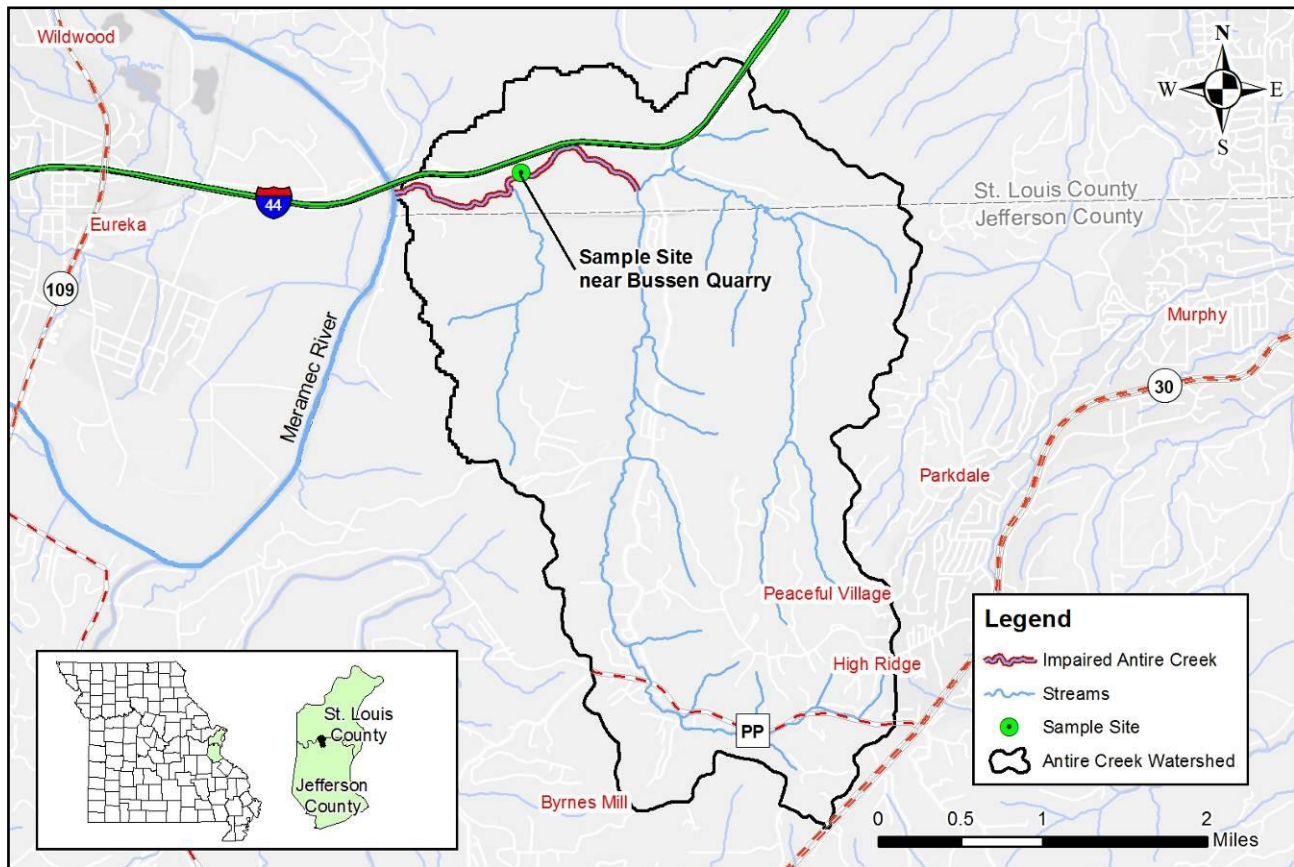 Wildwood
N
W
E
S
44
St. Louis County
Jefferson County
Eureka
Sample Site
near Bussen Quarry
109
Murphy
30
Meramec River
Parkdale
Peaceful Village
High Ridge
PP
Byrnes Mill
Legend
Impaired Antire Creek
Streams
Sample Site
Antire Creek Watershed
St. Louis
County
Jefferson
County
0
0.5
1
2
Miles